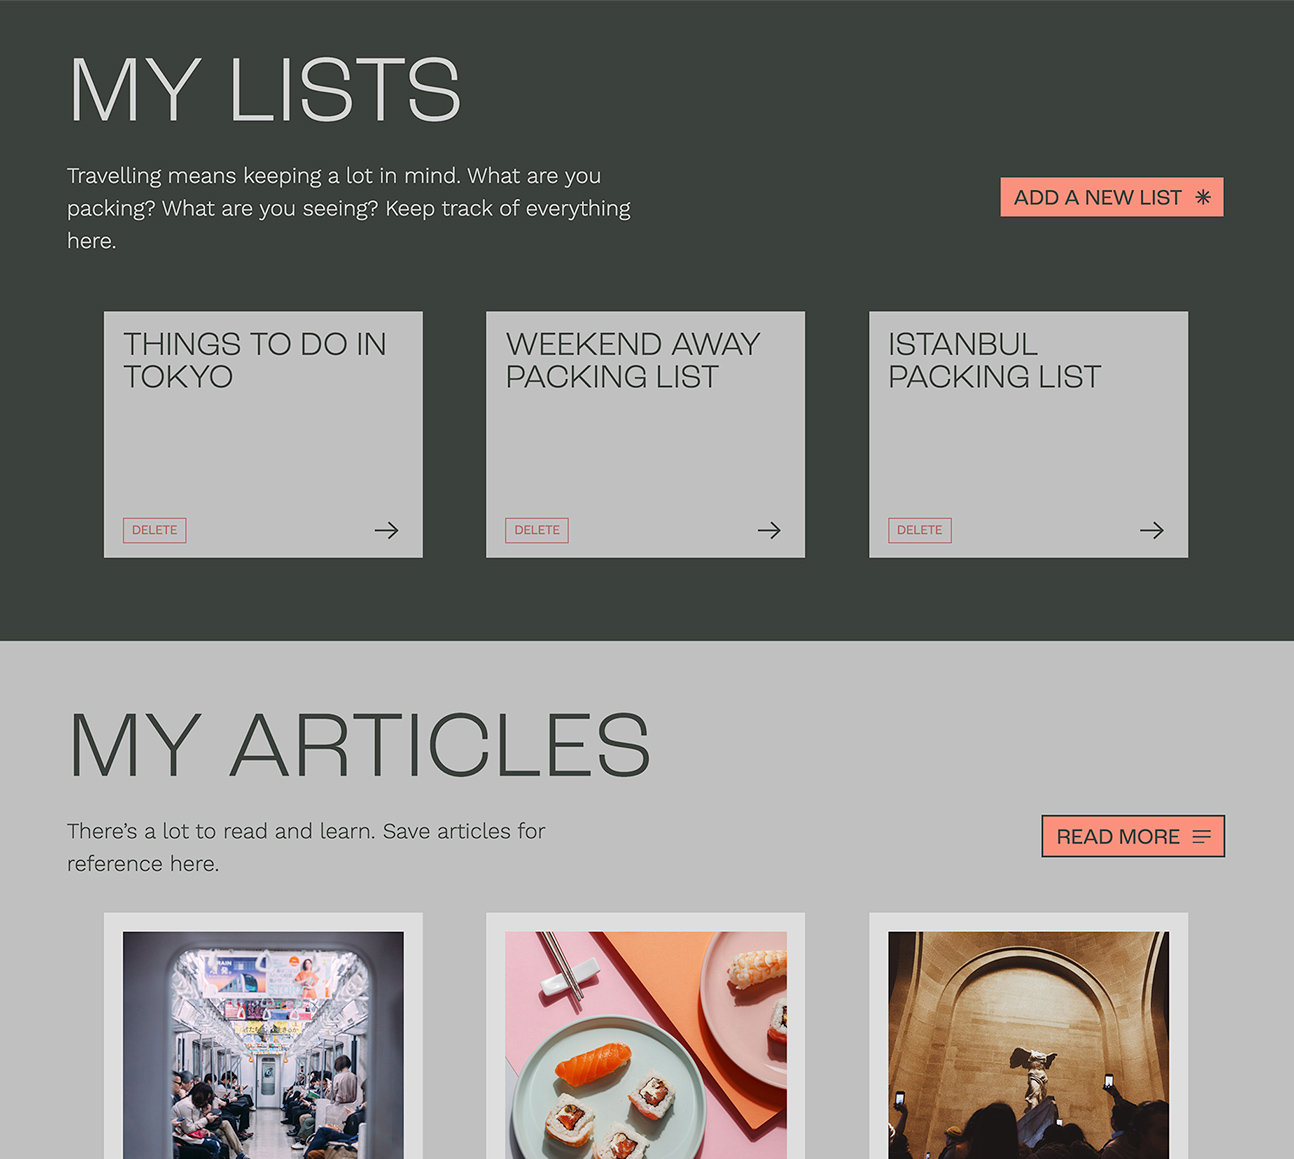 MY LISTS
Travelling means keeping a lot in mind. What are you
packing? What are you seeing? Keep track of everything
here.
ADD A NEW LIST
THINGS TO DO IN
TOKYO
DELETE
WEEKEND AWAY
PACKING LIST
DELETE
ISTANBUL
PACKING LIST
DELETE
MY ARTICLES
There’s a lot to read and learn. Save articles for
reference here.
READ MORE